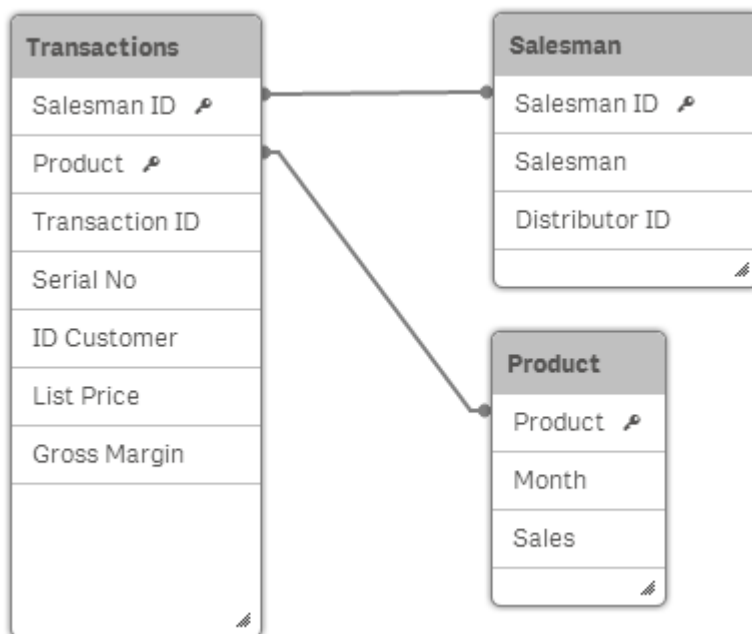 Transactions
Salesman ID
Product
Transaction ID
Serial No
ID Customer
List Price
Gross Margin
Salesman
Salesman ID
Salesman
Distributor ID
Product
Product
Month
Sales